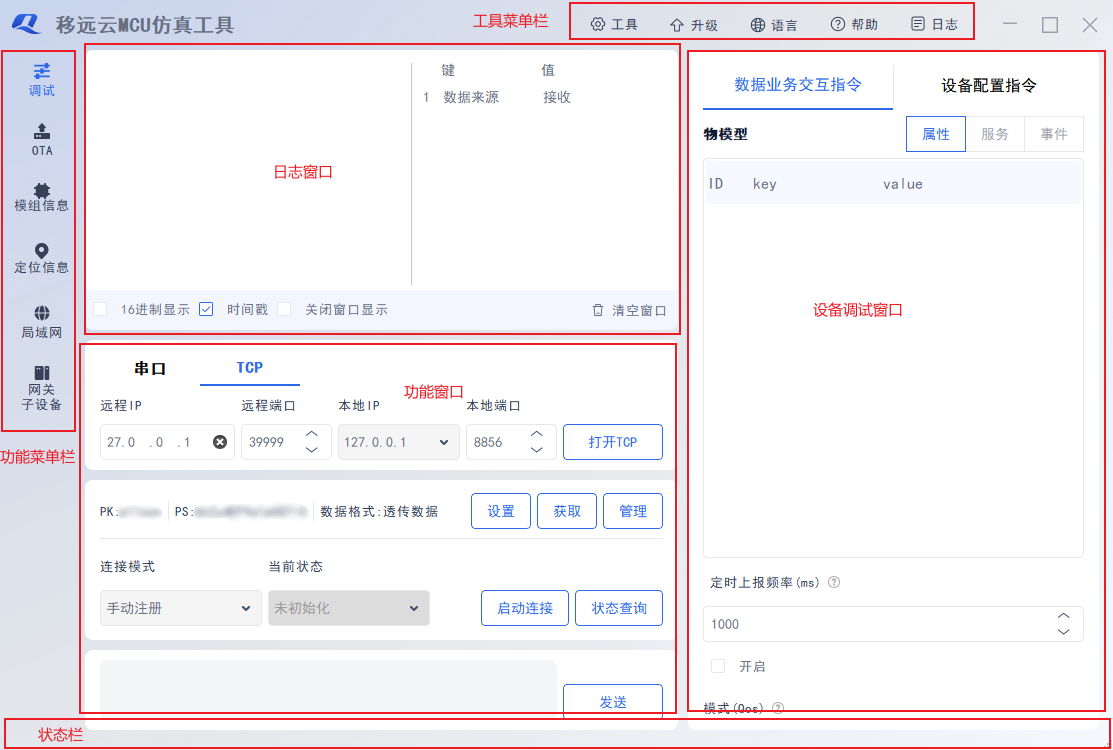 移远云MCU仿真工具
工具菜单栏
工具 升级 语言 帮助 日志
调试
OTA
模组信息
定位信息
局域网
网关
子设备
功能菜单栏
键 值
1 数据来源 接收
日志窗口
16进制显示 时间戳 关闭窗口显示 清空窗口
串口 TCP
功能窗口
远程IP 远程端口 本地IP 本地端口
27.0 .0 .1 39999 127.0.0.1 8856 打开TCP
PK: PS: 数据格式:透传数据 设置 获取 管理
连接模式 当前状态
手动注册 未初始化 启动连接 状态查询
发送
数据业务交互指令 设备配置指令
物模型 属性 服务 事件
ID key value
设备调试窗口
定时上报频率(ms) ?
1000
开启
模式(Qos) ?
状态栏